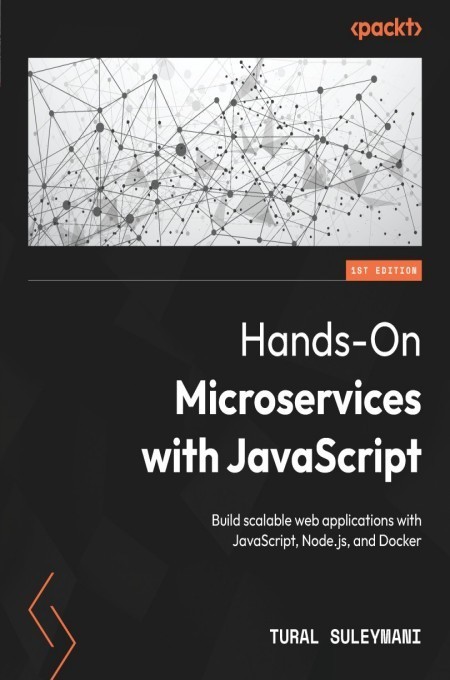 <packt>
1ST EDITION
Hands-On
Microservices
with JavaScript
Build scalable web applications with
JavaScript, Node.js, and Docker
TURAL SULEYMANI